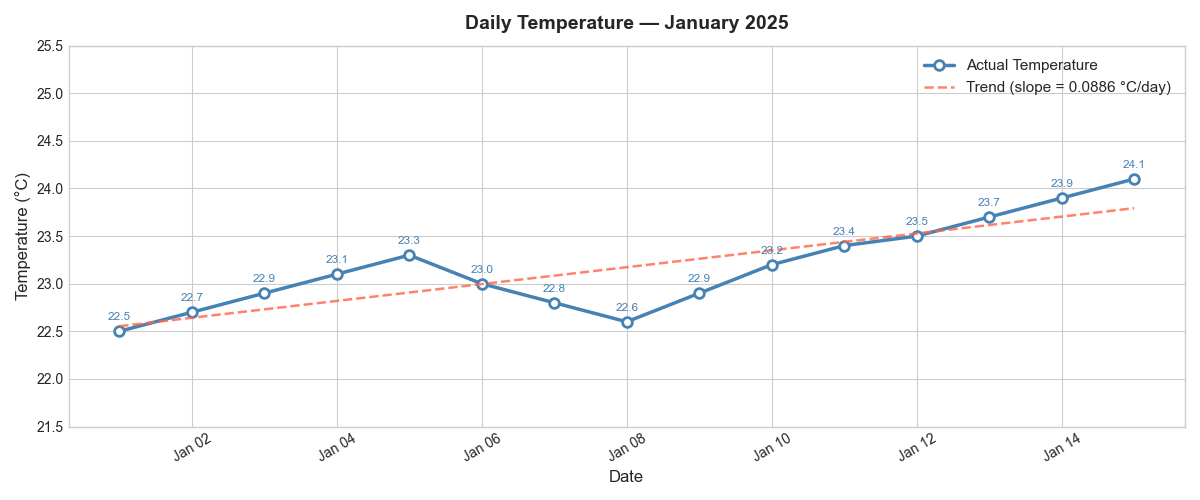 Daily Temperature — January 2025
Actual Temperature
Trend (slope = 0.0886 °C/day)
Temperature (°C)
25.5
25.0
24.5
24.0
23.5
23.0
22.5
22.0
21.5
22.5
22.7
22.9
23.1
23.3
23.0
22.8
22.6
22.9
23.2
23.4
23.5
23.7
23.9
24.1
Jan 02
Jan 04
Jan 06
Jan 08
Jan 10
Jan 12
Jan 14
Date